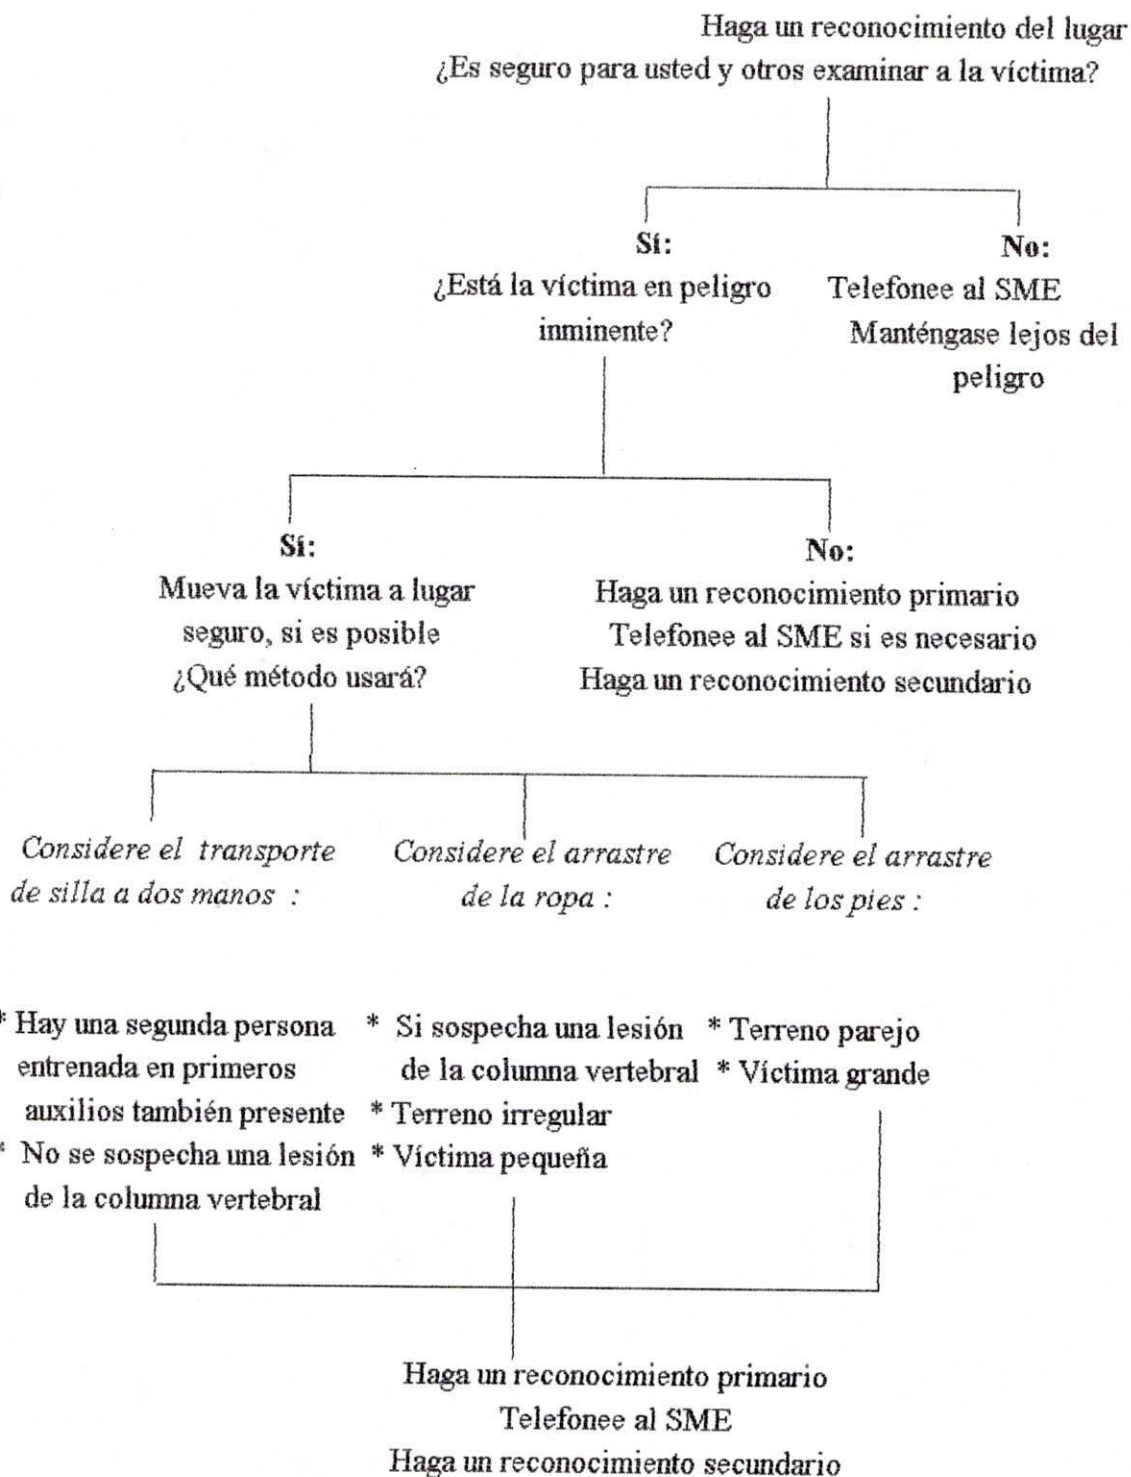 Haga un reconocimiento del lugar
¿Es seguro para usted y otros examinar a la víctima?
Sí:
¿Está la víctima en peligro
inminente?
No:
Telefonee al SME
Manténgase lejos del
peligro
Sí:
Mueva la víctima a lugar
seguro, si es posible
¿Qué método usará?
No:
Haga un reconocimiento primario
Telefonee al SME si es necesario
Haga un reconocimiento secundario
Considere el transporte
de silla a dos manos :
Considere el arrastre
de la ropa :
Considere el arrastre
de los pies :
* Hay una segunda persona
entrenada en primeros
auxilios también presente
* No se sospecha una lesión
de la columna vertebral
* Si sospecha una lesión
de la columna vertebral
* Terreno irregular
* Víctima pequeña
* Terreno parejo
* Víctima grande
Haga un reconocimiento primario
Telefonee al SME
Haga un reconocimiento secundario